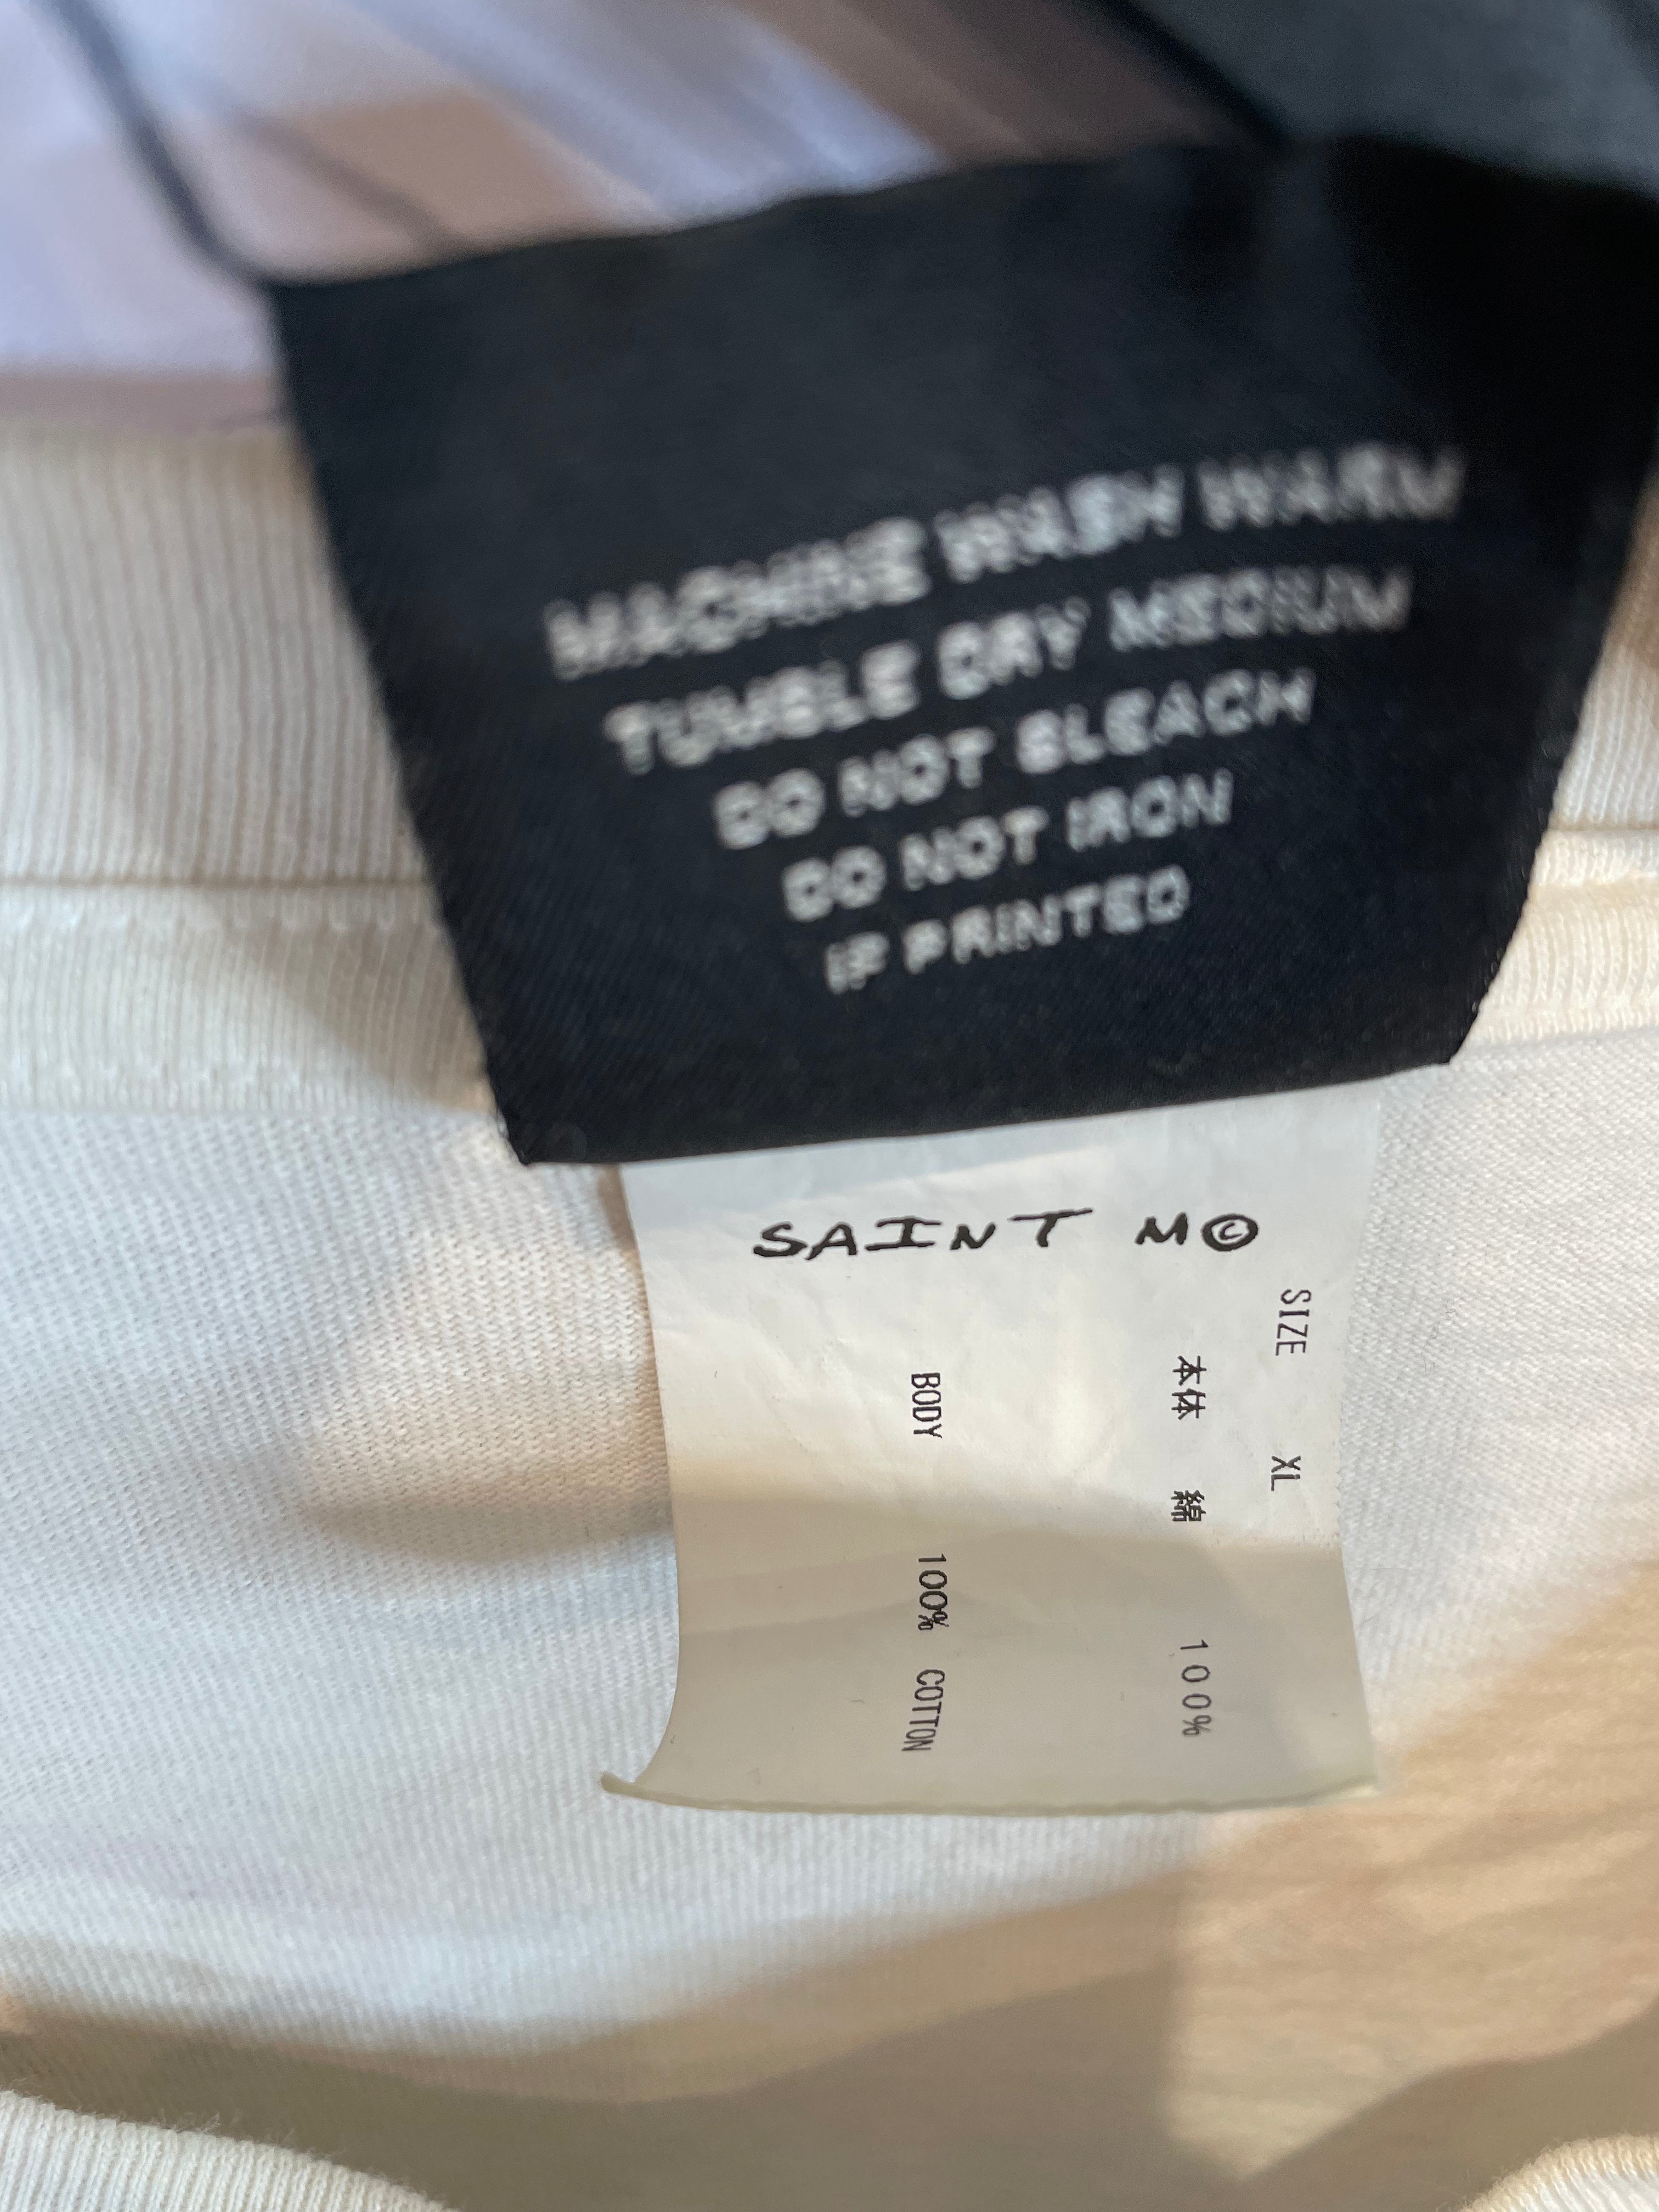 MACHINE WASH WARM
TUMBLE DRY MEDIUM
DO NOT BLEACH
DO NOT IRON
IF PRINTED
SAINT M©
SIZE XL
本体 綿 100%
BODY 100% COTTON